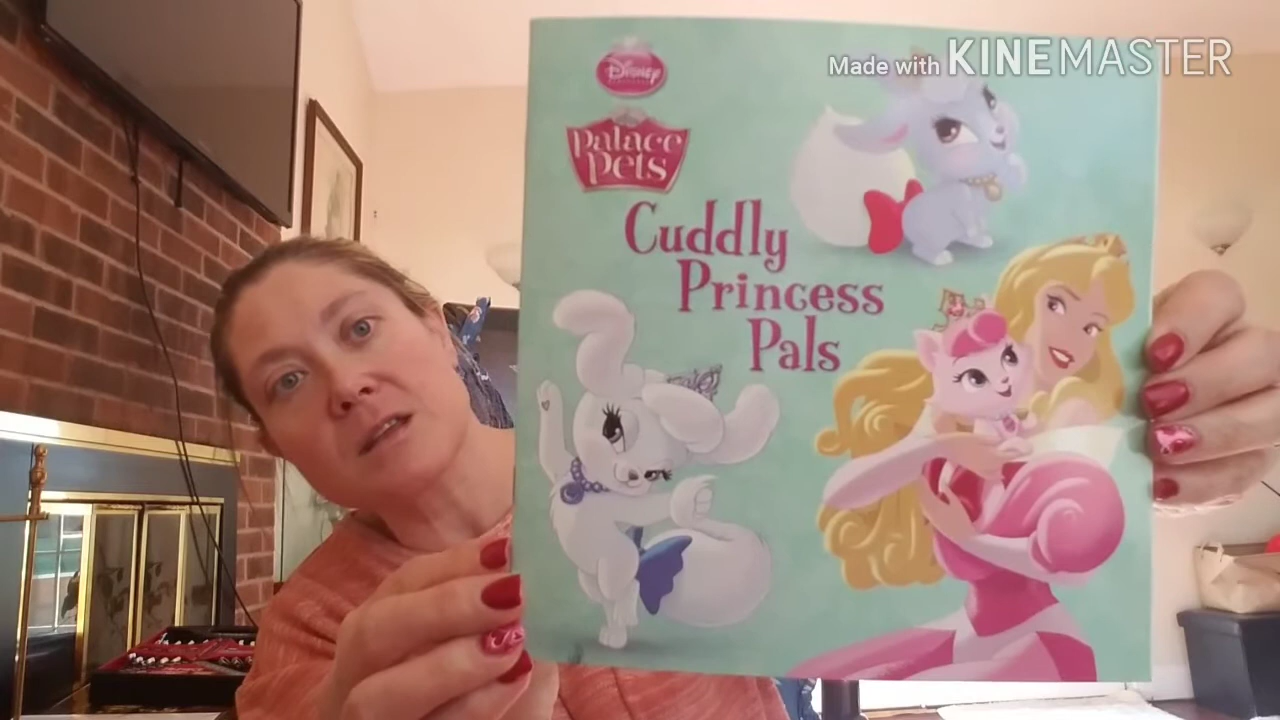 Made with KINEMASTER
Disney
Palace
Pets
Cuddly
Princess
Pals